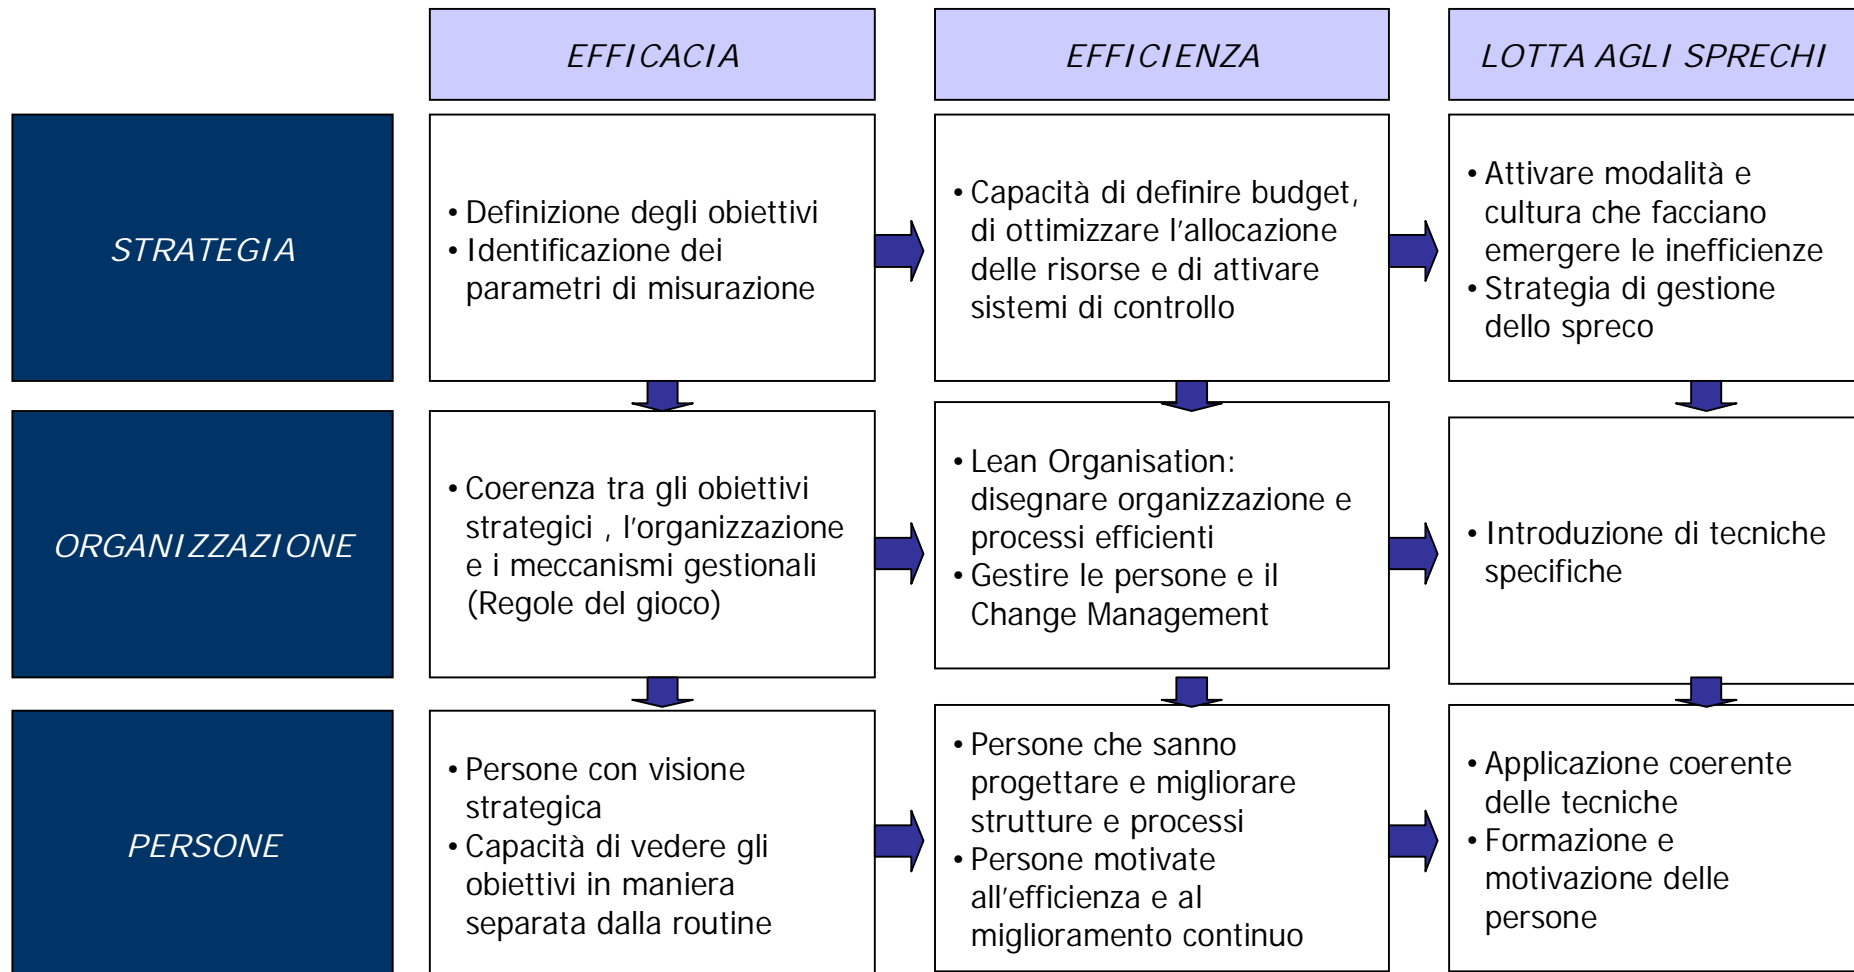 EFFICACIA
EFFICIENZA
LOTTA AGLI SPRECHI
STRATEGIA
• Definizione degli obiettivi
• Identificazione dei
parametri di misurazione
• Capacità di definire budget,
di ottimizzare l'allocazione
delle risorse e di attivare
sistemi di controllo
• Attivare modalità e
cultura che facciano
emergere le inefficienze
• Strategia di gestione
dello spreco
ORGANIZZAZIONE
• Coerenza tra gli obiettivi
strategici , l'organizzazione
e i meccanismi gestionali
(Regole del gioco)
• Lean Organisation:
disegnare organizzazione e
processi efficienti
• Gestire le persone e il
Change Management
• Introduzione di tecniche
specifiche
PERSONE
• Persone con visione
strategica
• Capacità di vedere gli
obiettivi in maniera
separata dalla routine
• Persone che sanno
progettare e migliorare
strutture e processi
• Persone motivate
all'efficienza e al
miglioramento continuo
• Applicazione coerente
delle tecniche
• Formazione e
motivazione delle
persone